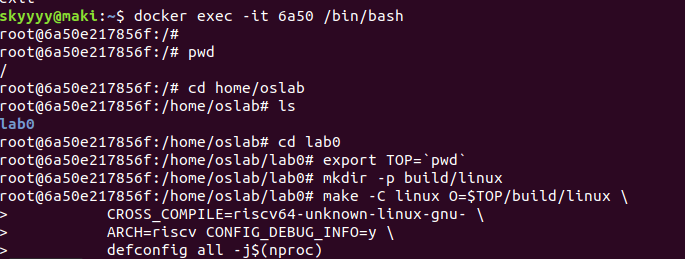 exit
skyyyy@maki:~$ docker exec -it 6a50 /bin/bash
root@6a50e217856f:/#
root@6a50e217856f:/# pwd
/
root@6a50e217856f:/# cd home/oslab
root@6a50e217856f:/home/oslab# ls
lab0
root@6a50e217856f:/home/oslab# cd lab0
root@6a50e217856f:/home/oslab/lab0# export TOP=`pwd`
root@6a50e217856f:/home/oslab/lab0# mkdir -p build/linux
root@6a50e217856f:/home/oslab/lab0# make -C linux O=$TOP/build/linux \
>           CROSS_COMPILE=riscv64-unknown-linux-gnu- \
>           ARCH=riscv CONFIG_DEBUG_INFO=y \
>           defconfig all -j$(nproc)